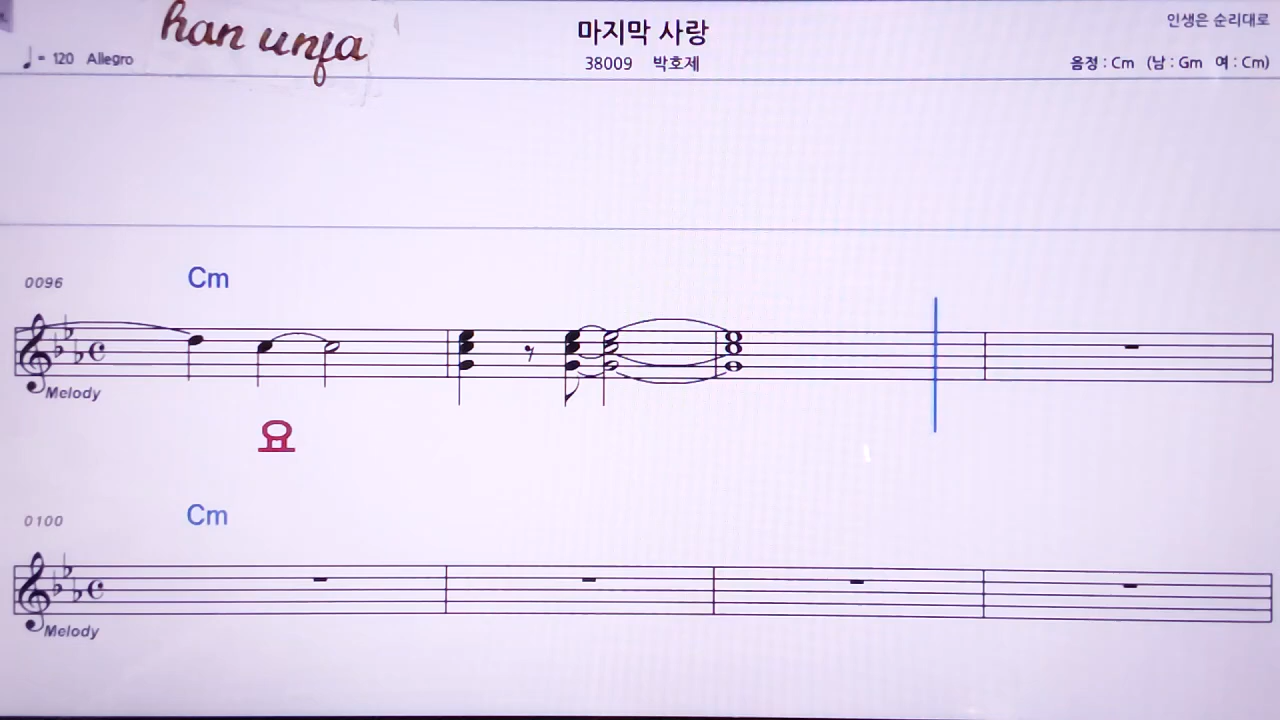 han unja
마지막 사랑
인생은 순리대로
♩ = 120 Allegro
38009 박호제
음정 : Cm (남 : Gm 여 : Cm)
0096
Cm
Melody
요
0100
Cm
Melody